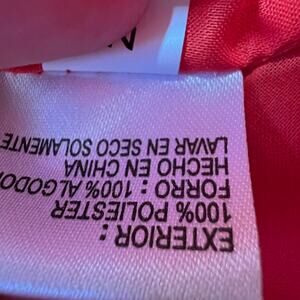 EXTERIOR :
100% POLIESTER
FORRO : 100% ALGODO
HECHO EN CHINA
LAVAR EN SECO SOLAMENTE